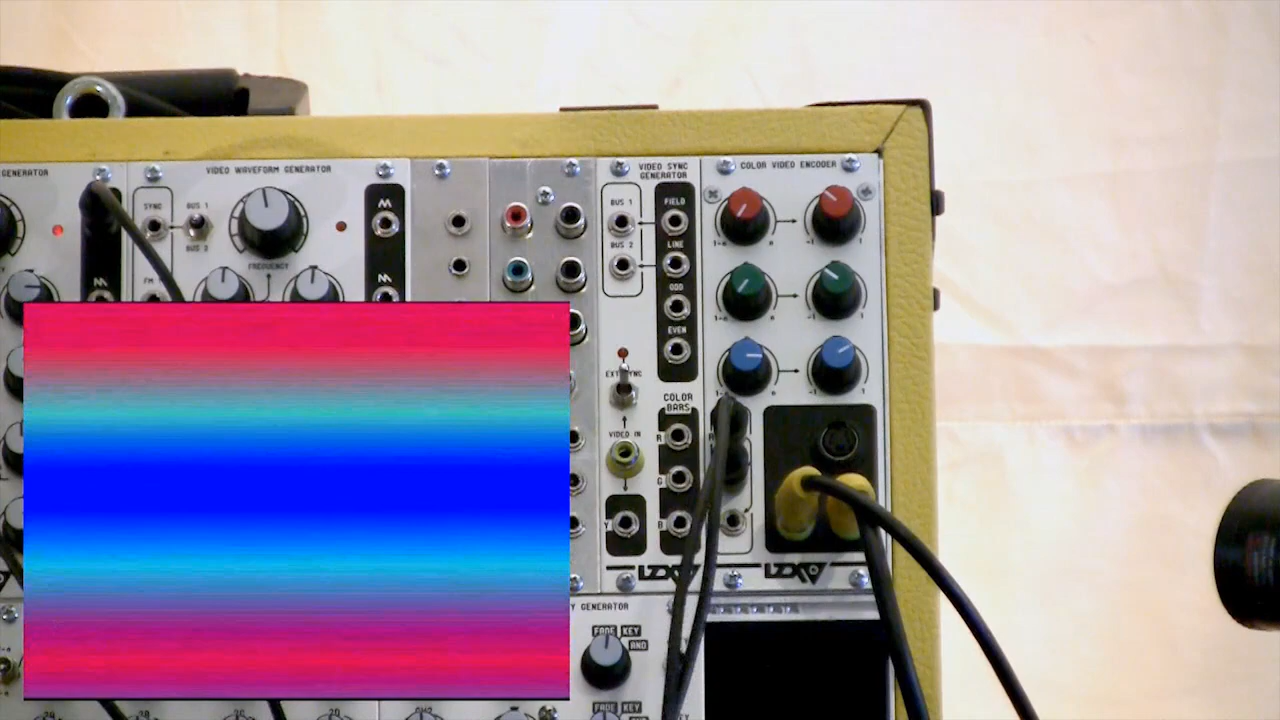 GENERATOR
VIDEO WAVEFORM GENERATOR
SYNC
BUS 1
BUS 2
FREQUENCY
FM
VIDEO SYNC
GENERATOR
BUS 1
BUS 2
FIELD
LINE
ODD
EVEN
EXT SYNC
VIDEO IN
Y
COLOR
BARS
R
G
B
LZX
COLOR VIDEO ENCODER
LZX
Y GENERATOR
FADE KEY
AND
FADE KEY